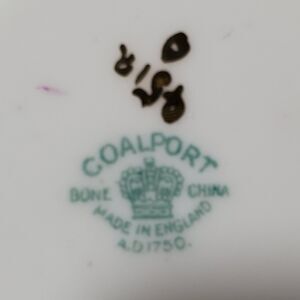 COALPORT
BONE CHINA
MADE IN ENGLAND
A.D.1750.